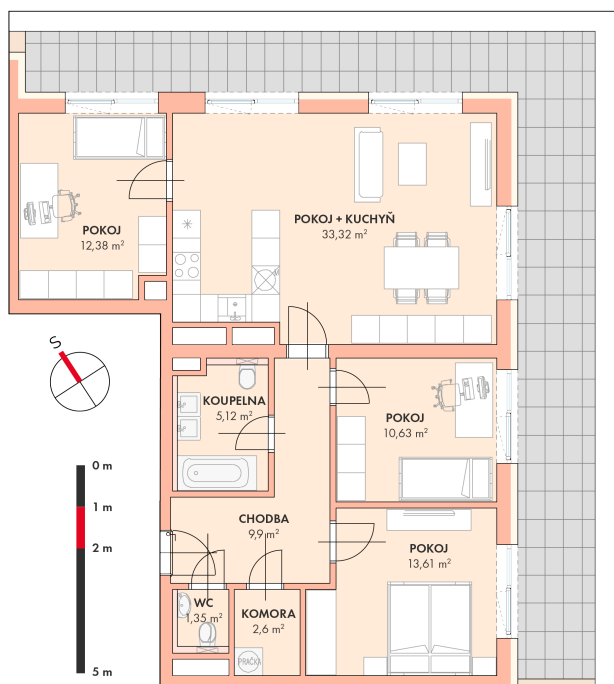 POKOJ
12,38 m²
POKOJ + KUCHYŇ
33,32 m²
S
KOUPELNA
5,12 m²
POKOJ
10,63 m²
0 m
1 m
2 m
5 m
CHODBA
9,9 m²
POKOJ
13,61 m²
WC
1,35 m²
KOMORA
2,6 m²
PRAČKA